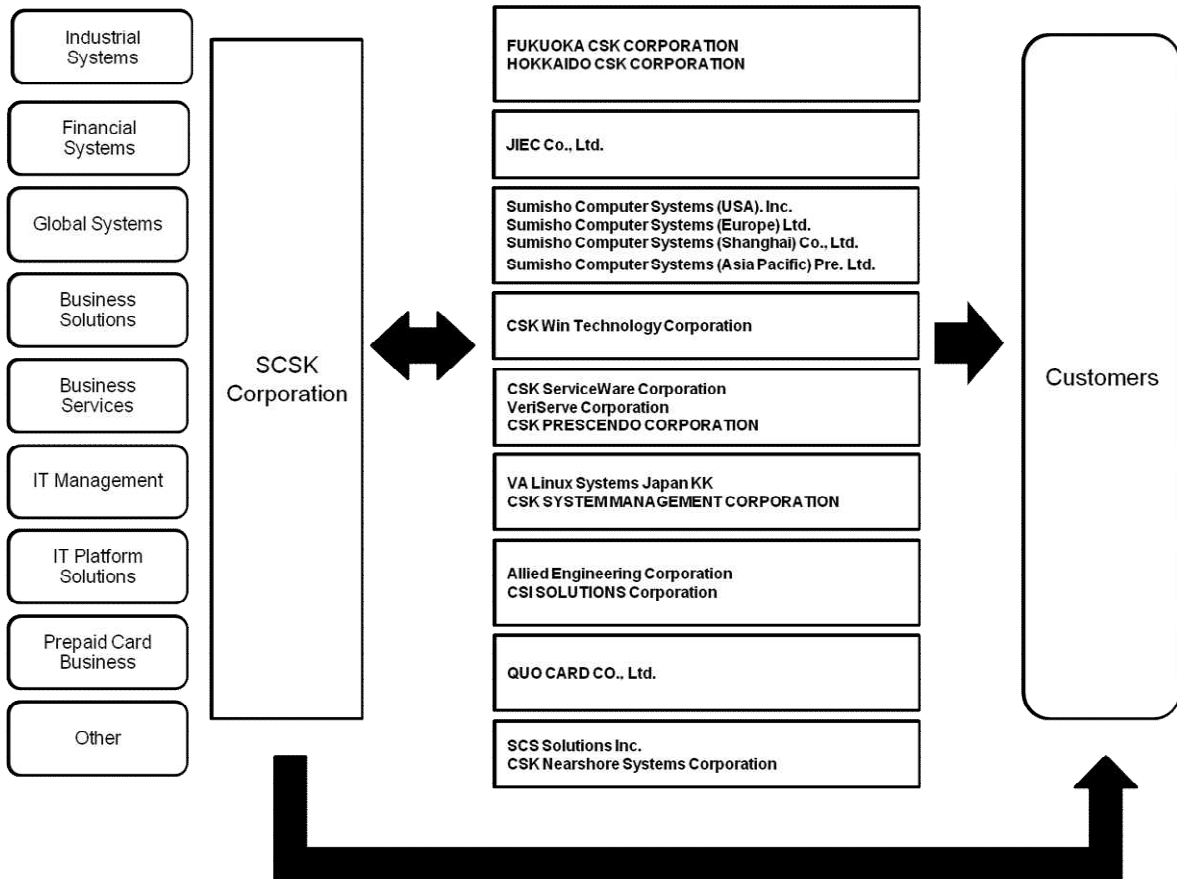 Industrial
Systems
Financial
Systems
Global Systems
Business
Solutions
Business
Services
IT Management
IT Platform
Solutions
Prepaid Card
Business
Other
SCSK
Corporation
FUKUOKA CSK CORPORATION
HOKKAIDO CSK CORPORATION
JIEC Co., Ltd.
Sumisho Computer Systems (USA). Inc.
Sumisho Computer Systems (Europe) Ltd.
Sumisho Computer Systems (Shanghai) Co., Ltd.
Sumisho Computer Systems (Asia Pacific) Pre. Ltd.
CSK Win Technology Corporation
CSK ServiceWare Corporation
VeriServe Corporation
CSK PRESCENDO CORPORATION
VA Linux Systems Japan KK
CSK SYSTEM MANAGEMENT CORPORATION
Allied Engineering Corporation
CSI SOLUTIONS Corporation
QUO CARD CO., Ltd.
SCS Solutions Inc.
CSK Nearshore Systems Corporation
Customers